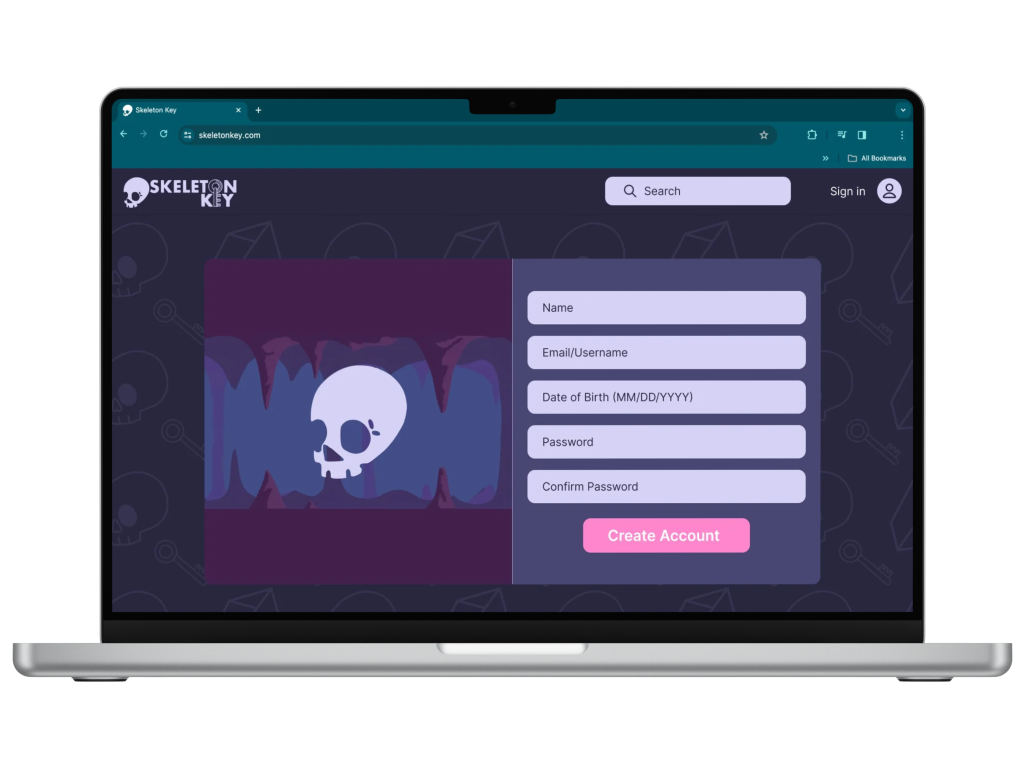 Skeleton Key
skeletonkey.com
All Bookmarks
SKELETON
KEY
Search
Sign in
Name
Email/Username
Date of Birth (MM/DD/YYYY)
Password
Confirm Password
Create Account